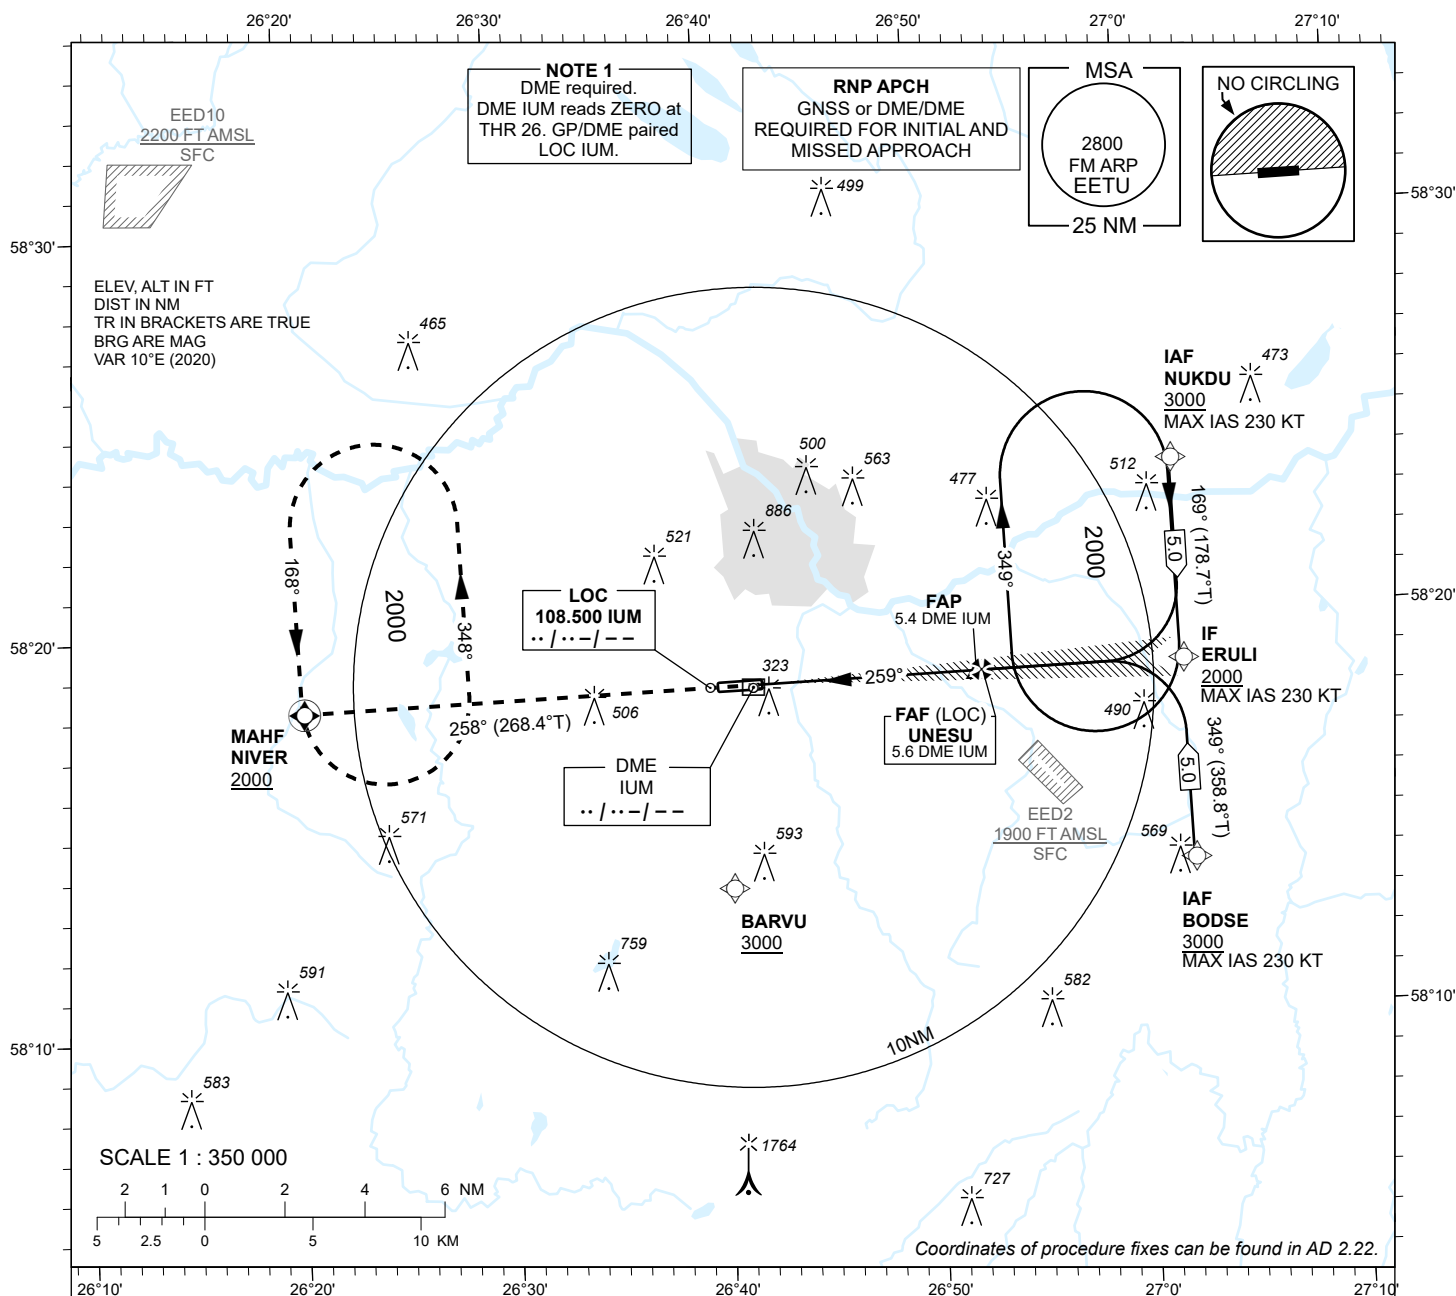 26°20'
26°30'
26°40'
26°50'
27°0'
27°10'
NOTE 1
DME required.
DME IUM reads ZERO at
THR 26. GP/DME paired
LOC IUM.
RNP APCH
GNSS or DME/DME
REQUIRED FOR INITIAL AND
MISSED APPROACH
MSA
2800
FM ARP
EETU
25 NM
NO CIRCLING
EED10
2200 FT AMSL
SFC
499
58°30'
58°30'
ELEV, ALT IN FT
DIST IN NM
TR IN BRACKETS ARE TRUE
BRG ARE MAG
VAR 10°E (2020)
465
IAF
NUKDU
3000
MAX IAS 230 KT
473
500
563
477
512
886
521
169° (178.7°T)
5.0
2000
349°
168°
2000
348°
LOC
108.500 IUM
·· / ·· – / – –
FAP
5.4 DME IUM
58°20'
58°20'
IF
ERULI
2000
MAX IAS 230 KT
323
259°
506
258° (268.4°T)
490
FAF (LOC)
UNESU
5.6 DME IUM
MAHF
NIVER
2000
DME
IUM
·· / ·· – / – –
349° (358.8°T)
5.0
EED2
1900 FT AMSL
SFC
571
593
569
BARVU
3000
IAF
BODSE
3000
MAX IAS 230 KT
759
591
582
58°10'
58°10'
10NM
583
1764
727
SCALE 1 : 350 000
2 1 0 2 4 6 NM
5 2.5 0 5 10 KM
Coordinates of procedure fixes can be found in AD 2.22.
26°10'
26°20'
26°30'
26°40'
26°50'
27°0'
27°10'